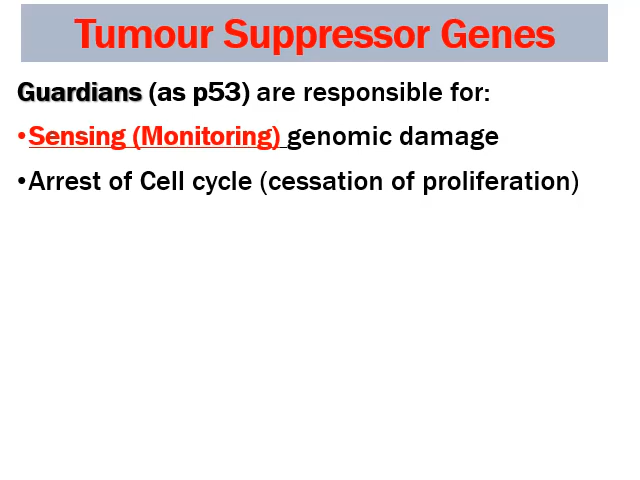 Tumour Suppressor Genes
Guardians (as p53) are responsible for:
•Sensing (Monitoring) genomic damage
•Arrest of Cell cycle (cessation of proliferation)